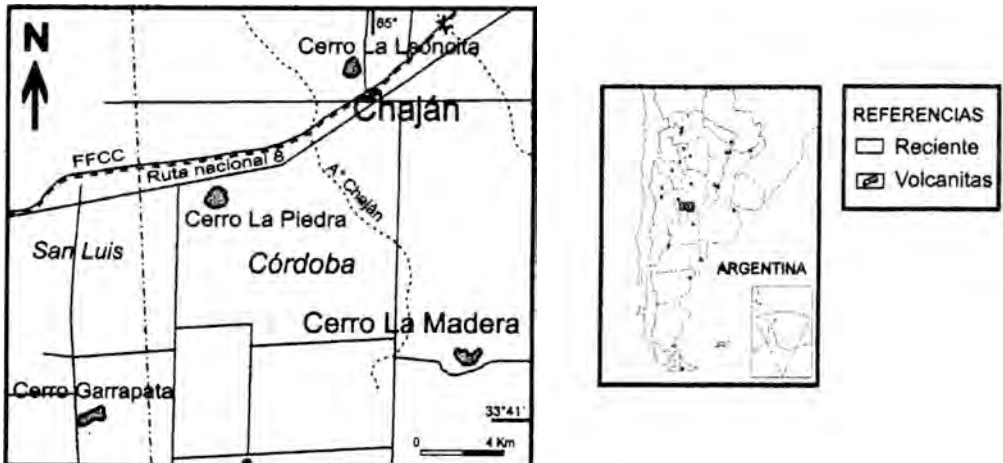 N
65°
Cerro La Leoncita
Chaján
FFCC
Ruta nacional 8
A° Chaján
Cerro La Piedra
San Luis
Córdoba
Cerro La Madera
Cerro Garrapata
33°41'
0 4 Km
ARGENTINA
REFERENCIAS
Reciente
Volcanitas